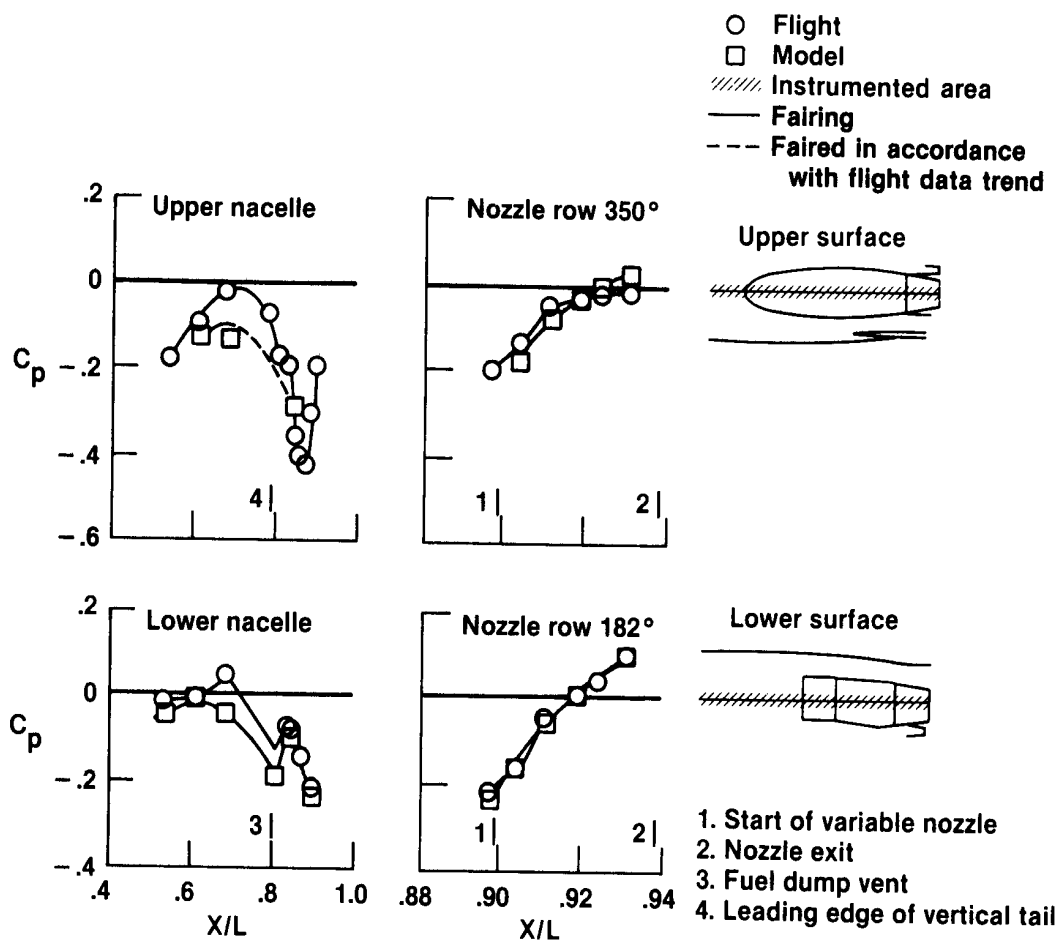 Flight
Model
Instrumented area
Fairing
Faired in accordance
with flight data trend
Upper nacelle
Nozzle row 350°
Upper surface
.2
0
-.2
-.4
-.6
Cp
4
1
2
Lower nacelle
Nozzle row 182°
Lower surface
.2
0
-.2
-.4
Cp
3
1
2
.4
.6
.8
1.0
X/L
.88
.90
.92
.94
X/L
1. Start of variable nozzle
2. Nozzle exit
3. Fuel dump vent
4. Leading edge of vertical tail